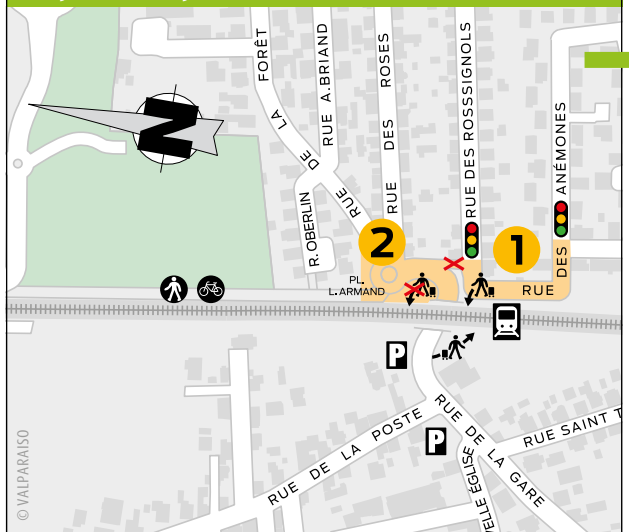 RUE DE LA FORÊT
RUE A.BRIAND
RUE DES ROSES
RUE DES ROSSSIGNOLS
RUE DES ANÉMONES
R. OBERLIN
N
2
1
PL.
L.ARMAND
P
P
RUE DE LA POSTE
RUE DE LA GARE
RUE SAINT T
ELLE ÉGLISE
© VALPARAISO